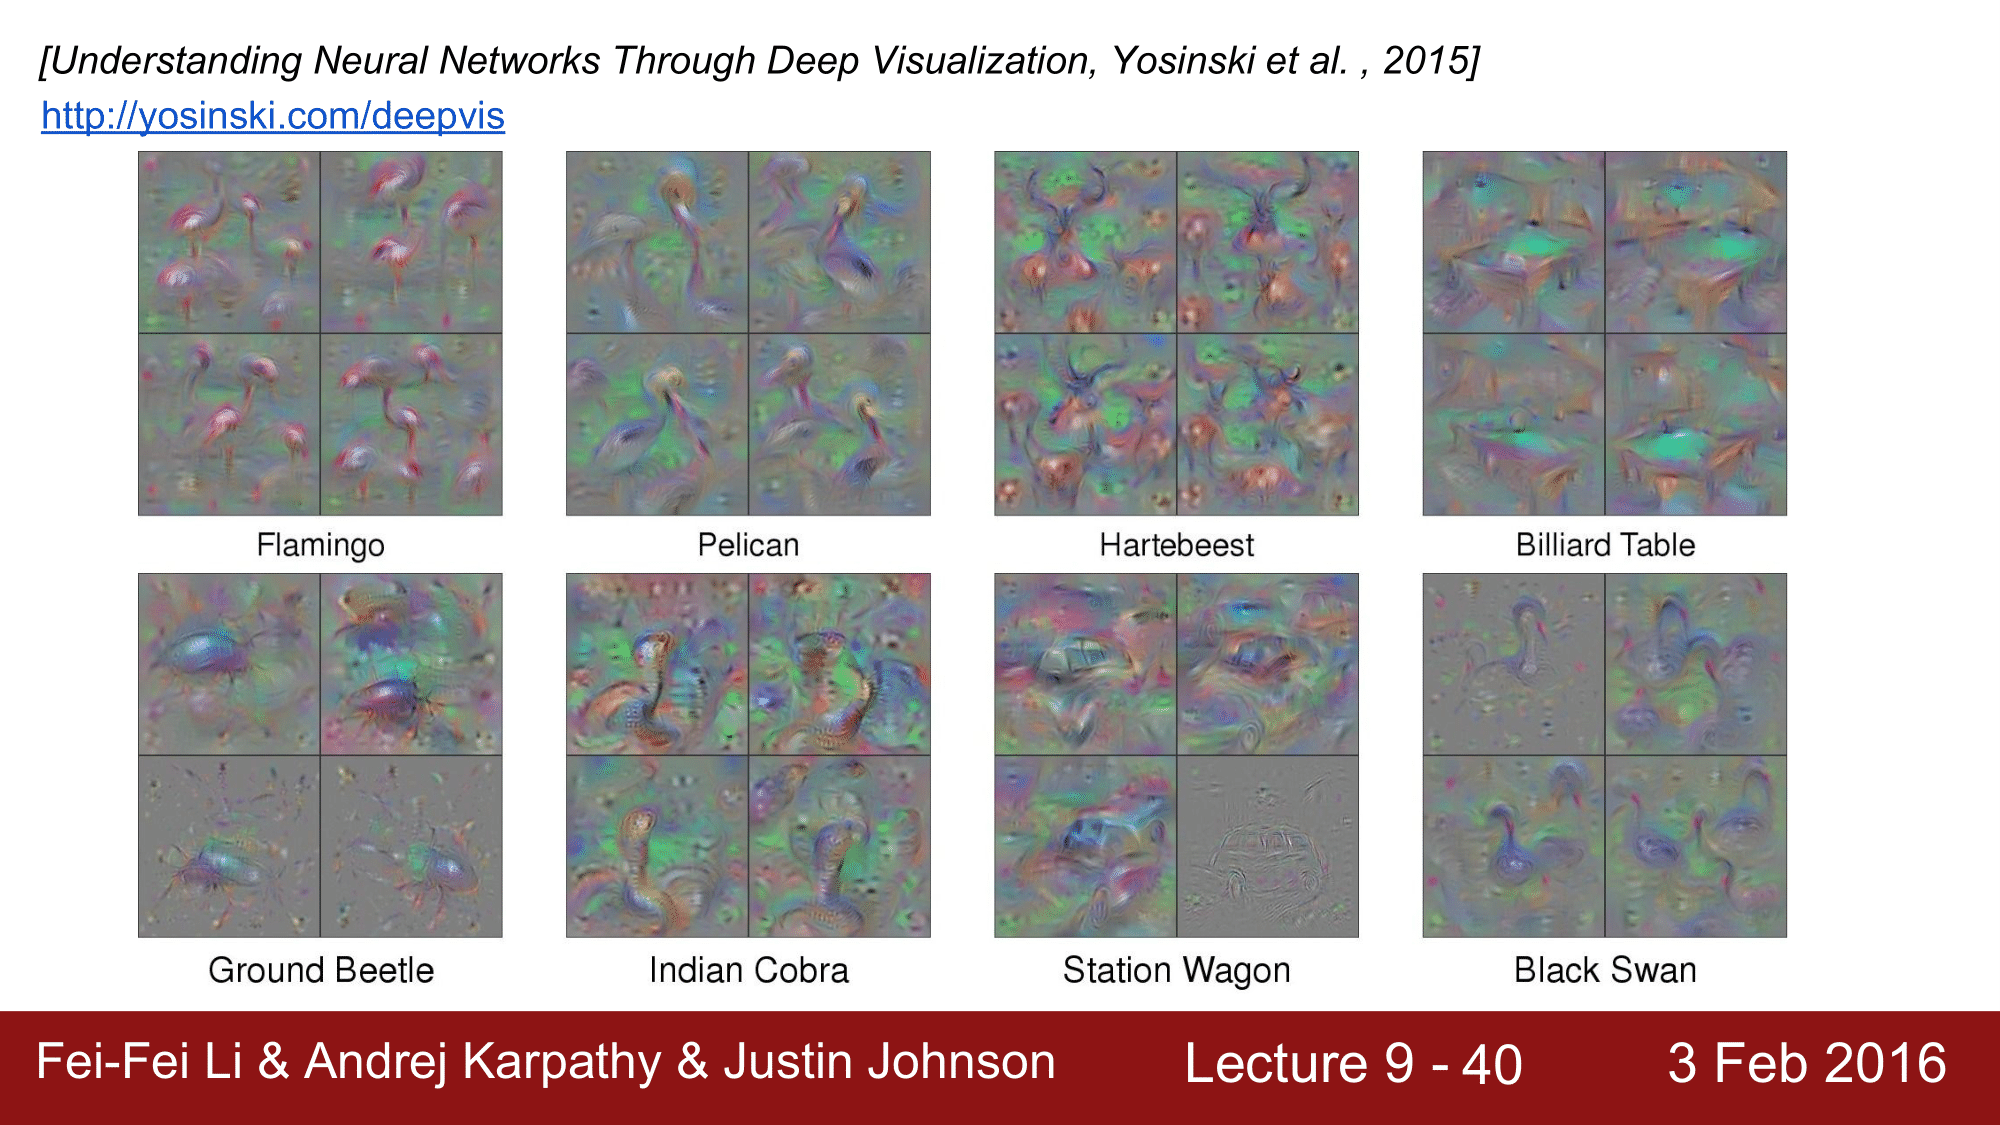 [Understanding Neural Networks Through Deep Visualization, Yosinski et al. , 2015]
http://yosinski.com/deepvis
Flamingo Pelican Hartebeest Billiard Table
Ground Beetle Indian Cobra Station Wagon Black Swan
Fei-Fei Li & Andrej Karpathy & Justin Johnson Lecture 9 - 40 3 Feb 2016